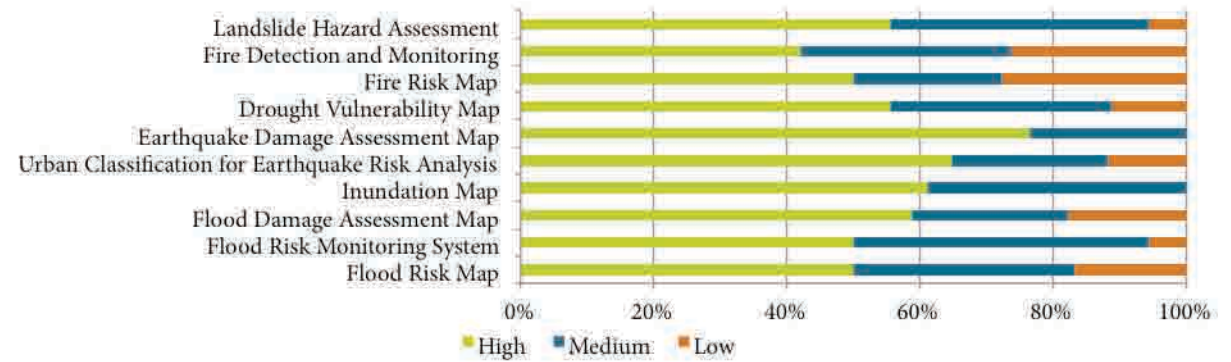 Landslide Hazard Assessment
Fire Detection and Monitoring
Fire Risk Map
Drought Vulnerability Map
Earthquake Damage Assessment Map
Urban Classification for Earthquake Risk Analysis
Inundation Map
Flood Damage Assessment Map
Flood Risk Monitoring System
Flood Risk Map
0% 20% 40% 60% 80% 100%
High Medium Low